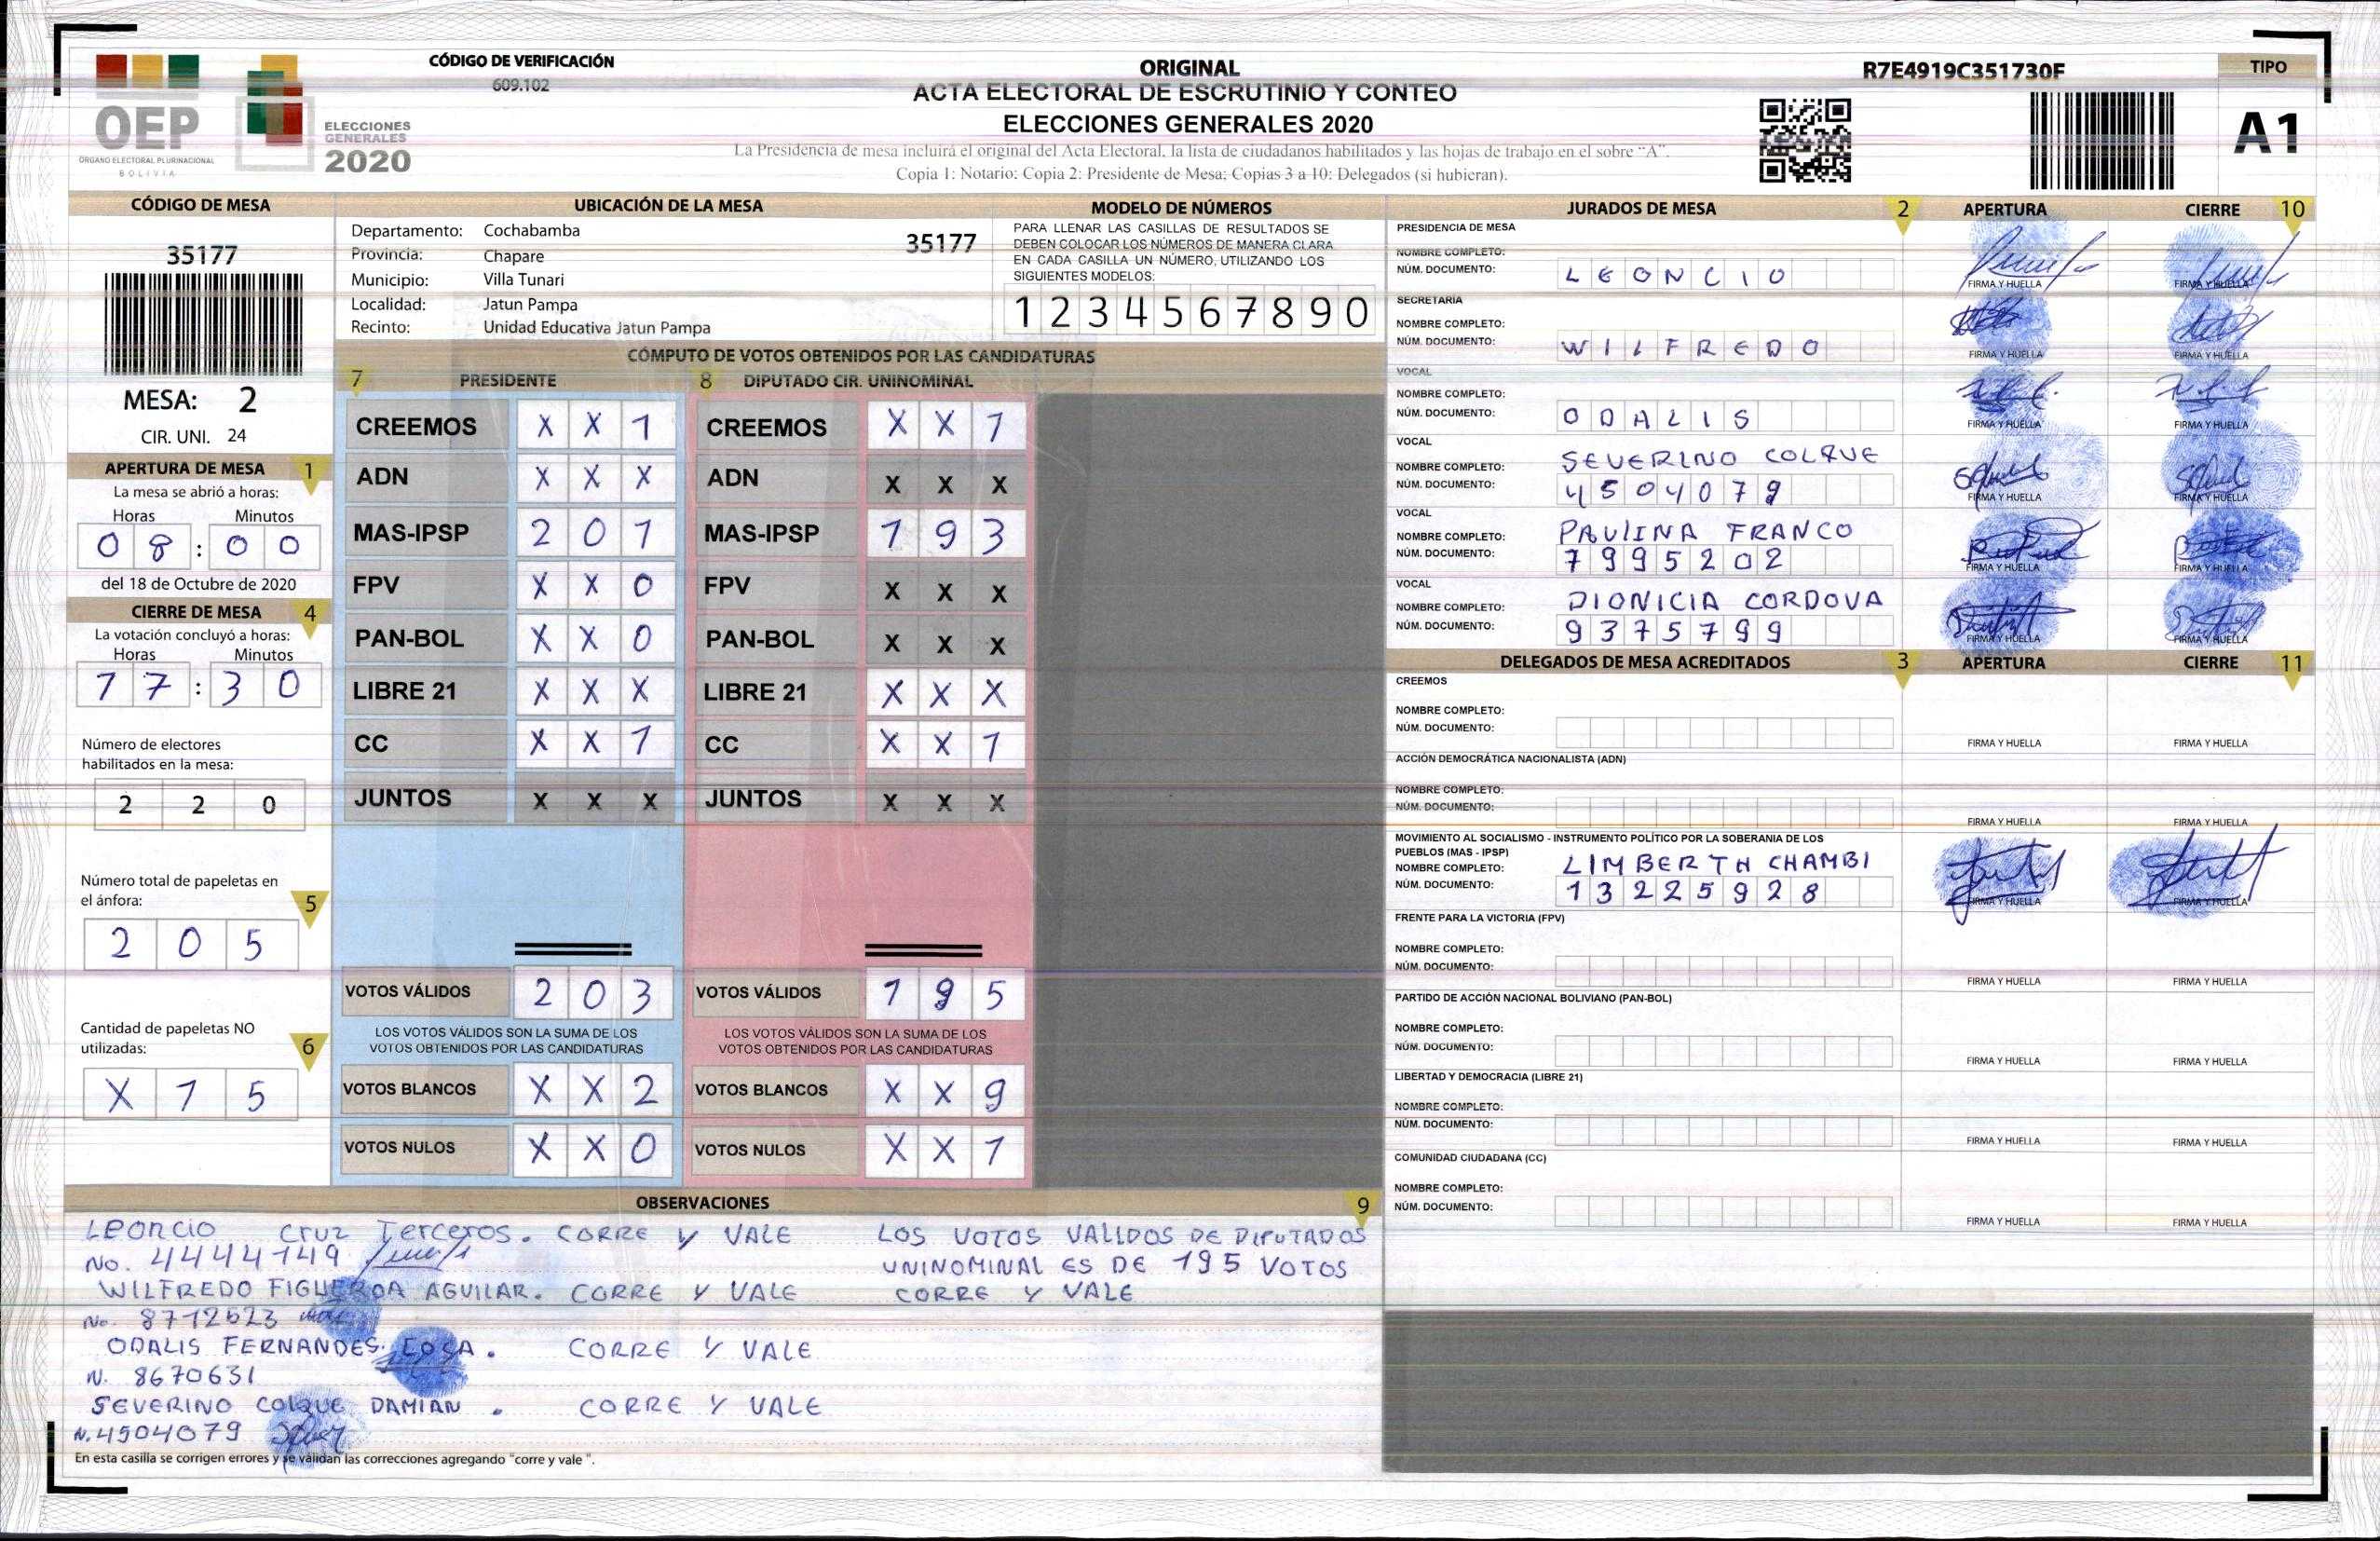 CÓDIGO DE VERIFICACIÓN
609.102
OEP
ÓRGANO ELECTORAL PLURINACIONAL
BOLIVIA
ELECCIONES
GENERALES
2020
ORIGINAL
ACTA ELECTORAL DE ESCRUTINIO Y CONTEO
ELECCIONES GENERALES 2020
La Presidencia de mesa incluirá el original del Acta Electoral, la lista de ciudadanos habilitados y las hojas de trabajo en el sobre “A”.
Copia 1: Notario: Copia 2: Presidente de Mesa; Copias 3 a 10: Delegados (si hubieran).
R7E4919C351730F
TIPO
A1
CÓDIGO DE MESA
35177
MESA: 2
CIR. UNI. 24
APERTURA DE MESA 1
La mesa se abrió a horas:
Horas Minutos
0 8 : 0 0
del 18 de Octubre de 2020
CIERRE DE MESA 4
La votación concluyó a horas:
Horas Minutos
1 7 : 3 0
Número de electores
habilitados en la mesa:
2 2 0
Número total de papeletas en
el ánfora: 5
2 0 5
Cantidad de papeletas NO
utilizadas: 6
X 1 5
UBICACIÓN DE LA MESA
Departamento: Cochabamba
35177
Provincia: Chapare
Municipio: Villa Tunari
Localidad: Jatun Pampa
Recinto: Unidad Educativa Jatun Pampa
MODELO DE NÚMEROS
PARA LLENAR LAS CASILLAS DE RESULTADOS SE
DEBEN COLOCAR LOS NÚMEROS DE MANERA CLARA
EN CADA CASILLA UN NÚMERO, UTILIZANDO LOS
SIGUIENTES MODELOS:
1 2 3 4 5 6 7 8 9 0
CÓMPUTO DE VOTOS OBTENIDOS POR LAS CANDIDATURAS
7 PRESIDENTE
CREEMOS X X 1
ADN X X X
MAS-IPSP 2 0 1
FPV X X 0
PAN-BOL X X 0
LIBRE 21 X X X
CC X X 1
JUNTOS X X X
VOTOS VÁLIDOS 2 0 3
LOS VOTOS VÁLIDOS SON LA SUMA DE LOS
VOTOS OBTENIDOS POR LAS CANDIDATURAS
VOTOS BLANCOS X X 2
VOTOS NULOS X X 0
8 DIPUTADO CIR. UNINOMINAL
CREEMOS X X 1
ADN X X X
MAS-IPSP 1 9 3
FPV X X X
PAN-BOL X X X
LIBRE 21 X X X
CC X X 1
JUNTOS X X X
VOTOS VÁLIDOS 1 9 5
LOS VOTOS VÁLIDOS SON LA SUMA DE LOS
VOTOS OBTENIDOS POR LAS CANDIDATURAS
VOTOS BLANCOS X X 9
VOTOS NULOS X X 1
JURADOS DE MESA 2 APERTURA CIERRE 10
PRESIDENCIA DE MESA
NOMBRE COMPLETO:
NÚM. DOCUMENTO: LEONCIO
FIRMA Y HUELLA FIRMA Y HUELLA
SECRETARIA
NOMBRE COMPLETO:
NÚM. DOCUMENTO: WILFREDO
FIRMA Y HUELLA FIRMA Y HUELLA
VOCAL
NOMBRE COMPLETO:
NÚM. DOCUMENTO: ODALIS
FIRMA Y HUELLA FIRMA Y HUELLA
VOCAL
NOMBRE COMPLETO: SEVERINO COLQUE
NÚM. DOCUMENTO: 4504079
FIRMA Y HUELLA FIRMA Y HUELLA
VOCAL
NOMBRE COMPLETO: PAULINA FRANCO
NÚM. DOCUMENTO: 7995202
FIRMA Y HUELLA FIRMA Y HUELLA
VOCAL
NOMBRE COMPLETO: DIONICIA CORDOVA
NÚM. DOCUMENTO: 9375799
FIRMA Y HUELLA FIRMA Y HUELLA
DELEGADOS DE MESA ACREDITADOS 3 APERTURA CIERRE 11
CREEMOS
NOMBRE COMPLETO:
NÚM. DOCUMENTO:
FIRMA Y HUELLA FIRMA Y HUELLA
ACCIÓN DEMOCRÁTICA NACIONALISTA (ADN)
NOMBRE COMPLETO:
NÚM. DOCUMENTO:
FIRMA Y HUELLA FIRMA Y HUELLA
MOVIMIENTO AL SOCIALISMO - INSTRUMENTO POLÍTICO POR LA SOBERANIA DE LOS
PUEBLOS (MAS - IPSP)
NOMBRE COMPLETO: LIMBERTH CHAMBI
NÚM. DOCUMENTO: 13225928
FIRMA Y HUELLA FIRMA Y HUELLA
FRENTE PARA LA VICTORIA (FPV)
NOMBRE COMPLETO:
NÚM. DOCUMENTO:
FIRMA Y HUELLA FIRMA Y HUELLA
PARTIDO DE ACCIÓN NACIONAL BOLIVIANO (PAN-BOL)
NOMBRE COMPLETO:
NÚM. DOCUMENTO:
FIRMA Y HUELLA FIRMA Y HUELLA
LIBERTAD Y DEMOCRACIA (LIBRE 21)
NOMBRE COMPLETO:
NÚM. DOCUMENTO:
FIRMA Y HUELLA FIRMA Y HUELLA
COMUNIDAD CIUDADANA (CC)
NOMBRE COMPLETO:
NÚM. DOCUMENTO:
FIRMA Y HUELLA FIRMA Y HUELLA
OBSERVACIONES 9
LEONCIO CRUZ Terceros. CORRE Y VALE
No. 4444149
WILFREDO FIGUEROA AGUILAR. CORRE Y VALE
No. 8712523
ODALIS FERNANDES LOSA. CORRE Y VALE
N. 8670631
SEVERINO COLQUE DAMIAN. CORRE Y VALE
N. 4504079
LOS VOTOS VALIDOS DE DIPUTADOS
UNINOMINAL ES DE 195 VOTOS
CORRE Y VALE
En esta casilla se corrigen errores y se validan las correcciones agregando "corre y vale ".